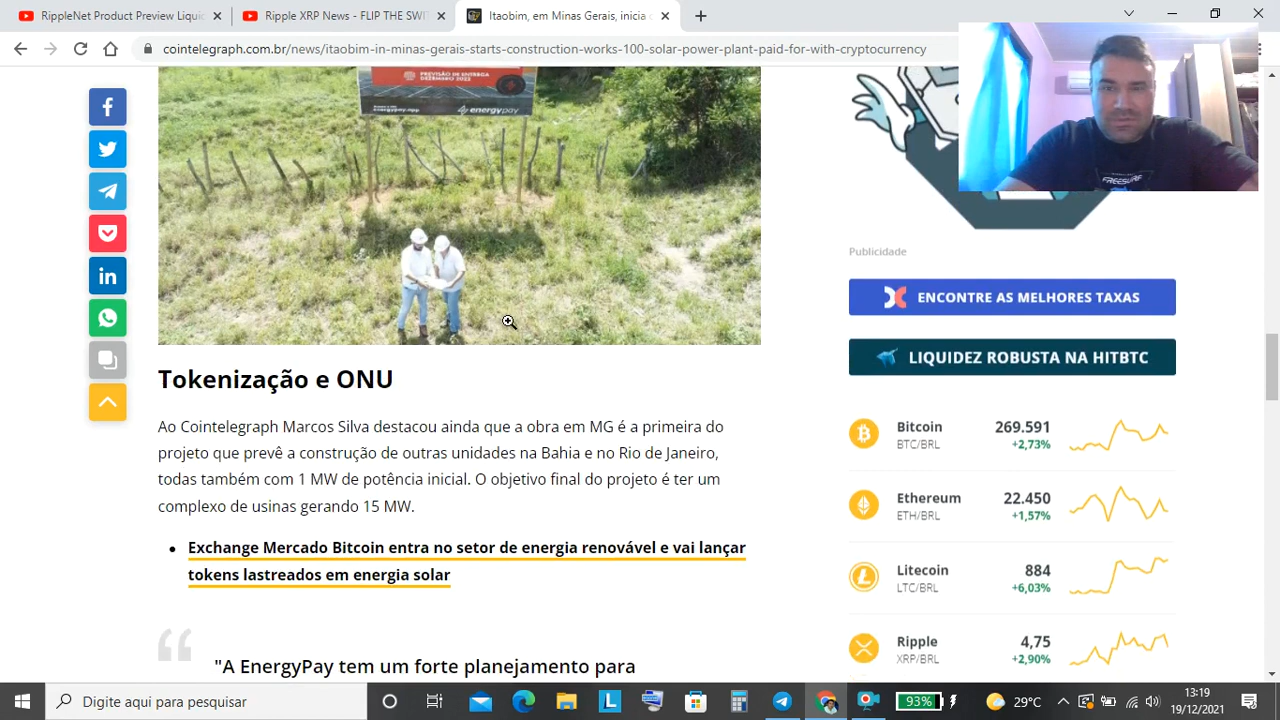 RippleNet Product Preview Liquid
Ripple XRP News - FLIP THE SWI
Itaobim, em Minas Gerais, inicia
cointelegraph.com.br/news/itaobim-in-minas-gerais-starts-construction-works-100-solar-power-plant-paid-for-with-cryptocurrency
PREVISÃO DE ENTREGA
DEZEMBRO 2022
energypay
Tokenização e ONU
Ao Cointelegraph Marcos Silva destacou ainda que a obra em MG é a primeira do
projeto que prevê a construção de outras unidades na Bahia e no Rio de Janeiro,
todas também com 1 MW de potência inicial. O objetivo final do projeto é ter um
complexo de usinas gerando 15 MW.
Exchange Mercado Bitcoin entra no setor de energia renovável e vai lançar
tokens lastreados em energia solar
"A EnergyPay tem um forte planejamento para
Publicidade
ENCONTRE AS MELHORES TAXAS
LIQUIDEZ ROBUSTA NA HITBTC
Bitcoin 269.591
BTC/BRL +2,73%
Ethereum 22.450
ETH/BRL +1,57%
Litecoin 884
LTC/BRL +6,03%
Ripple 4,75
XRP/BRL +2,90%
Digite aqui para pesquisar
93%
29°C
13:19
19/12/2021